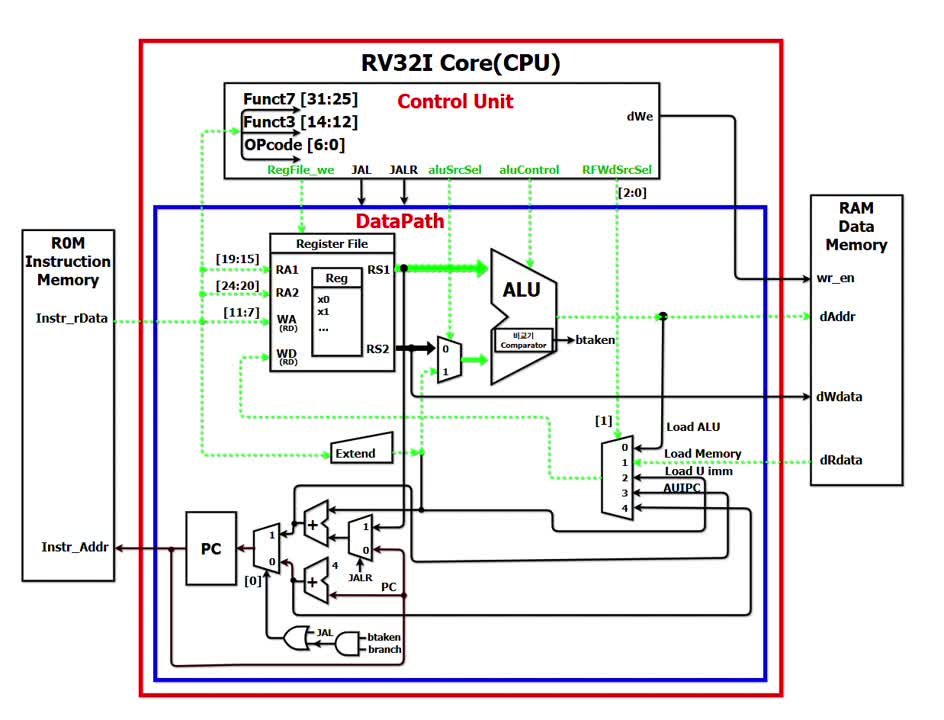 RV32I Core(CPU)
Control Unit
Funct7 [31:25]
Funct3 [14:12]
OPcode [6:0]
dWe
RegFile_we
JAL
JALR
aluSrcSel
aluControl
RFWdSrcSel
[2:0]
DataPath
ROM
Instruction
Memory
Instr_rData
Instr_Addr
[19:15]
[24:20]
[11:7]
Register File
RA1
RA2
WA
(RD)
WD
(RD)
Reg
x0
x1
...
RS1
RS2
0
1
ALU
비교기
Comparator
btaken
RAM
Data
Memory
wr_en
dAddr
dWdata
dRdata
Extend
[1]
Load ALU
Load Memory
Load U imm
AUIPC
0
1
2
3
4
PC
1
0
[0]
+
+
4
1
0
JALR
PC
JAL
btaken
branch